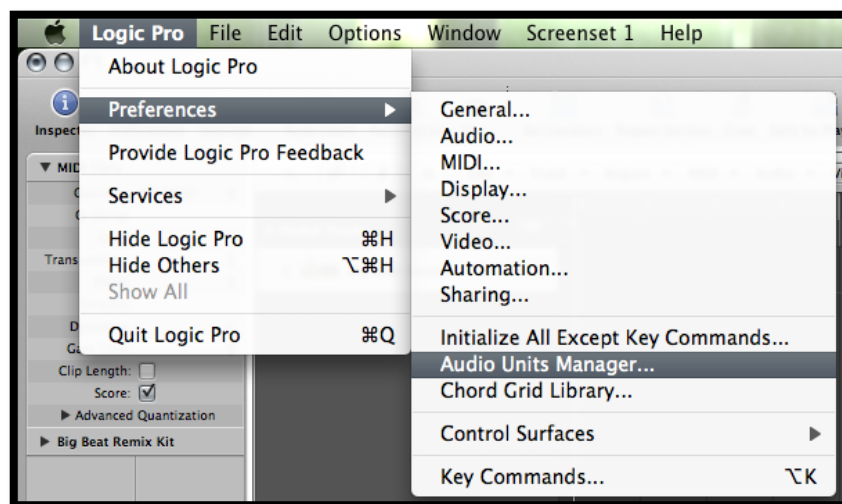 Logic Pro File Edit Options Window Screenset 1 Help
About Logic Pro
Preferences
Provide Logic Pro Feedback
Services
Hide Logic Pro ⌘H
Hide Others ⌥⌘H
Show All
Quit Logic Pro ⌘Q
General...
Audio...
MIDI...
Display...
Score...
Video...
Automation...
Sharing...
Initialize All Except Key Commands...
Audio Units Manager...
Chord Grid Library...
Control Surfaces
Key Commands... ⌥K
Clip Length:
Score:
Advanced Quantization
Big Beat Remix Kit